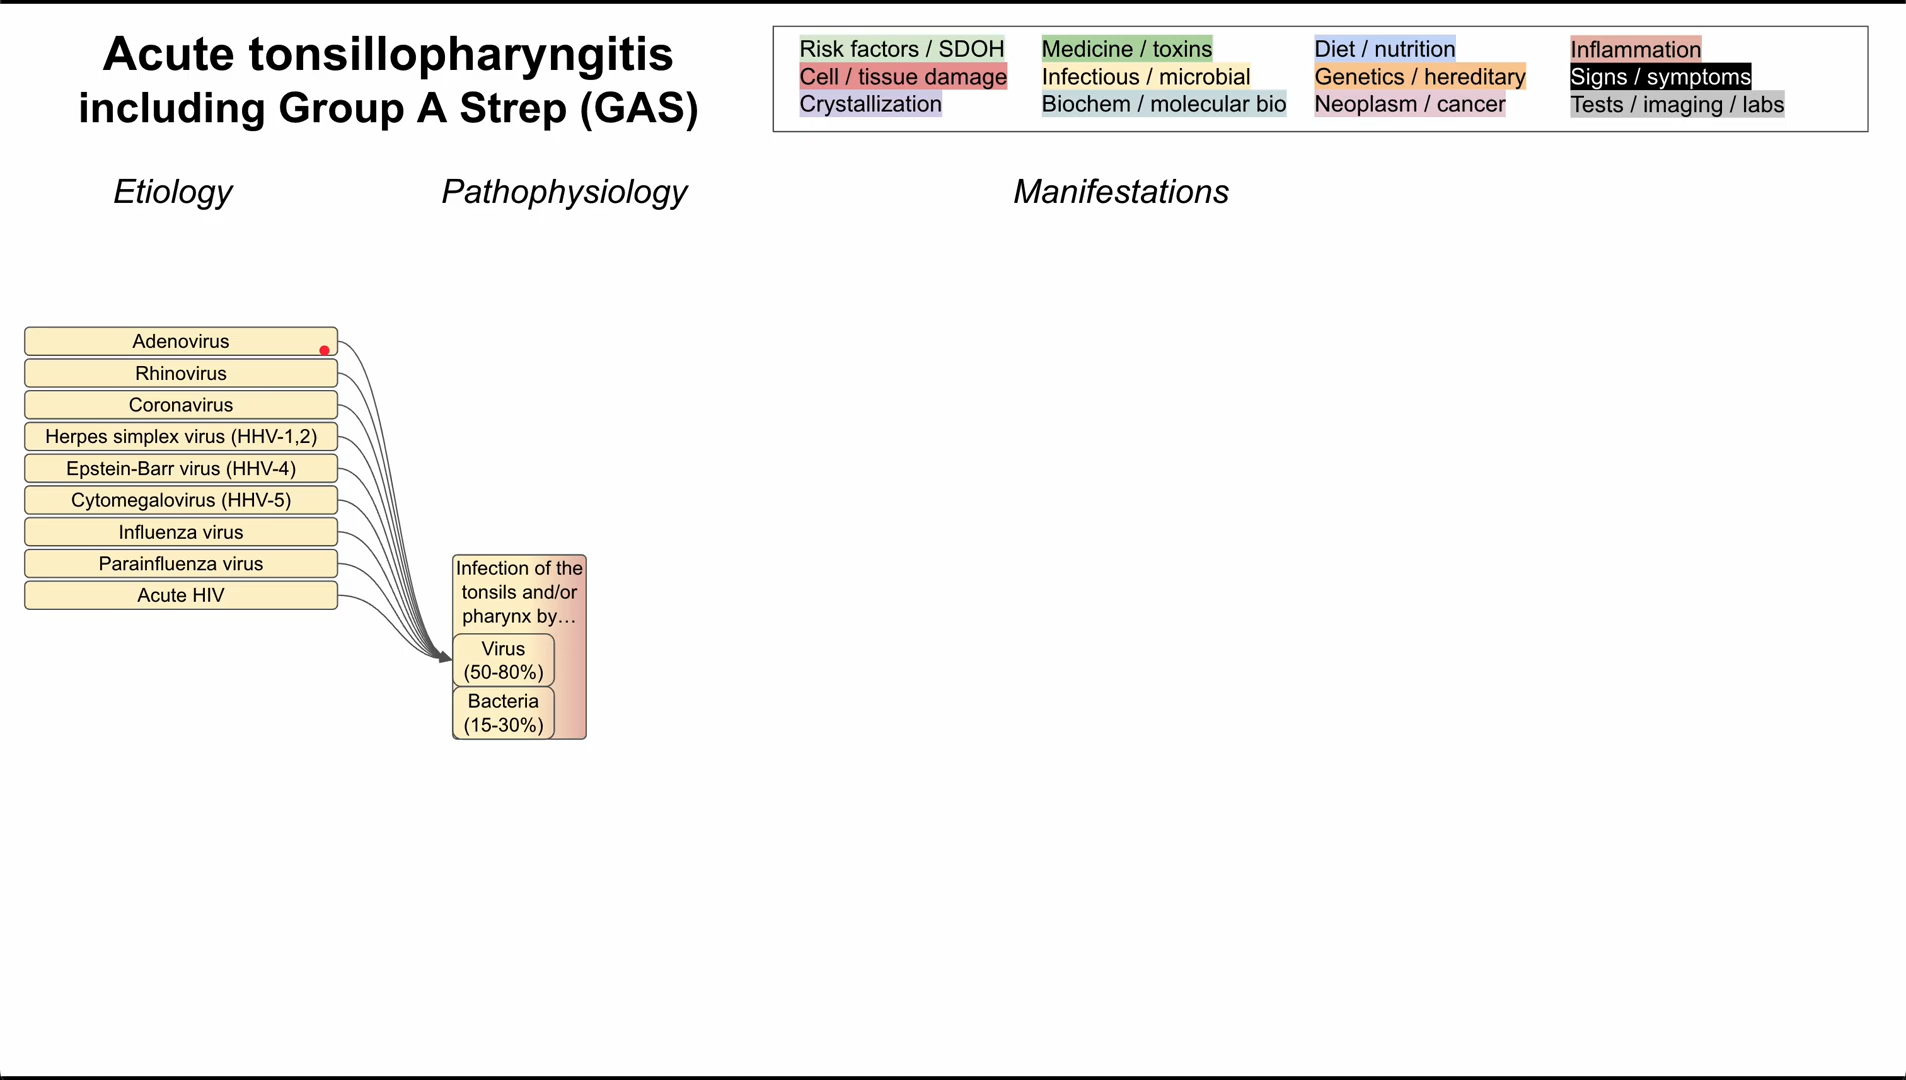 Acute tonsillopharyngitis
including Group A Strep (GAS)
Risk factors / SDOH
Cell / tissue damage
Crystallization
Medicine / toxins
Infectious / microbial
Biochem / molecular bio
Diet / nutrition
Genetics / hereditary
Neoplasm / cancer
Inflammation
Signs / symptoms
Tests / imaging / labs
Etiology
Pathophysiology
Manifestations
Adenovirus
Rhinovirus
Coronavirus
Herpes simplex virus (HHV-1,2)
Epstein-Barr virus (HHV-4)
Cytomegalovirus (HHV-5)
Influenza virus
Parainfluenza virus
Acute HIV
Infection of the
tonsils and/or
pharynx by…
Virus
(50-80%)
Bacteria
(15-30%)